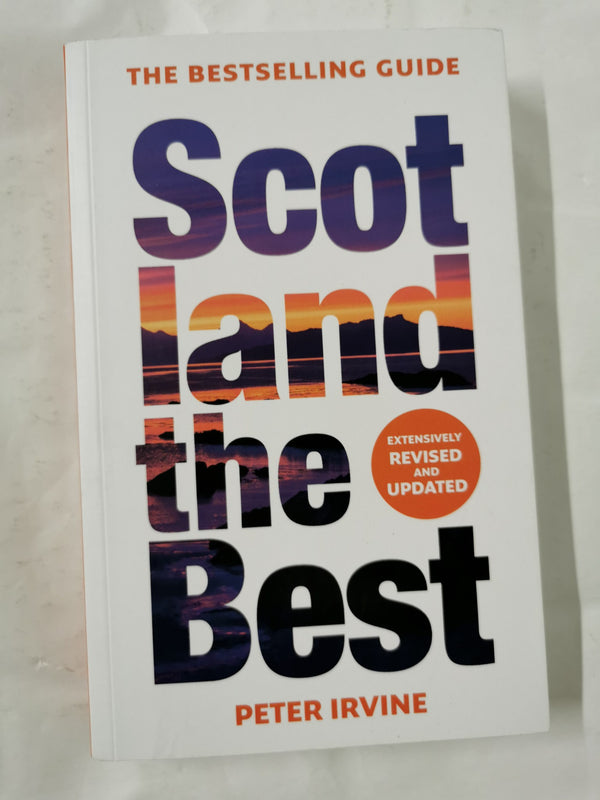 THE BESTSELLING GUIDE
Scot
land
the
EXTENSIVELY
REVISED
AND
UPDATED
Best
PETER IRVINE